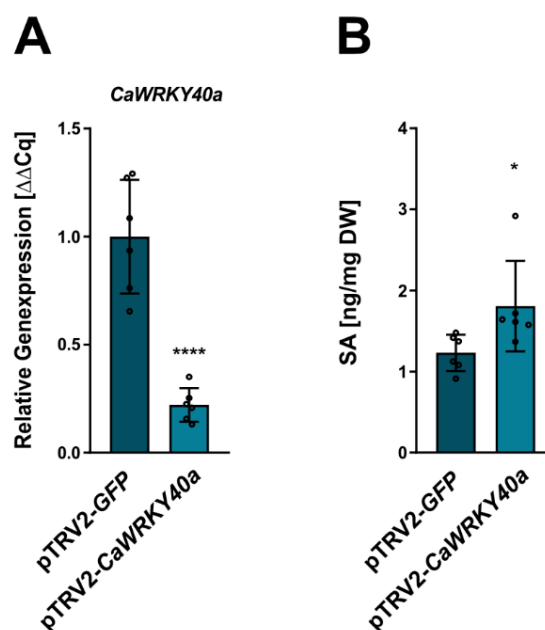 A
CaWRKY40a
Relative Genexpression [ΔΔCq]
1.5
1.0
0.5
0.0
****
pTRV2-GFP
pTRV2-CaWRKY40a
B
SA [ng/mg DW]
4
3
2
1
0
*
pTRV2-GFP
pTRV2-CaWRKY40a